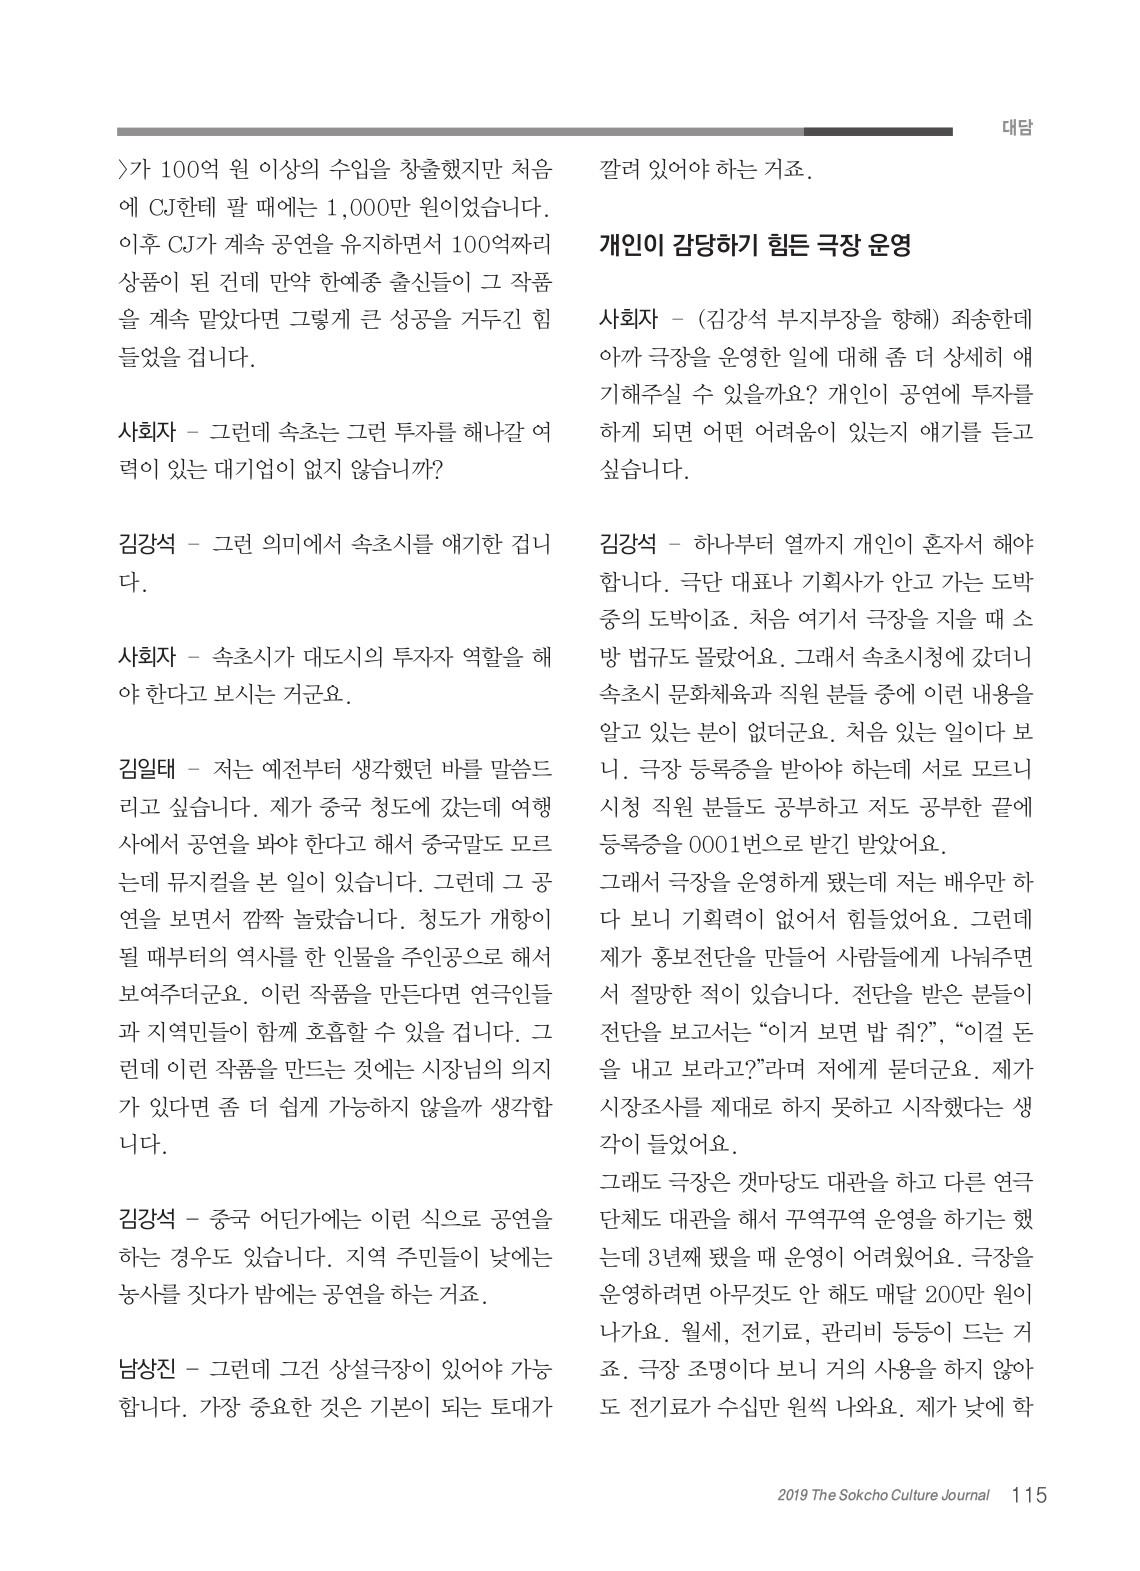 대담
〉가 100억 원 이상의 수입을 창출했지만 처음
에 CJ한테 팔 때에는 1,000만 원이었습니다.
이후 CJ가 계속 공연을 유지하면서 100억짜리
상품이 된 건데 만약 한예종 출신들이 그 작품
을 계속 맡았다면 그렇게 큰 성공을 거두긴 힘
들었을 겁니다.
사회자 – 그런데 속초는 그런 투자를 해나갈 여
력이 있는 대기업이 없지 않습니까?
김강석 – 그런 의미에서 속초시를 얘기한 겁니
다.
사회자 – 속초시가 대도시의 투자자 역할을 해
야 한다고 보시는 거군요.
김일태 – 저는 예전부터 생각했던 바를 말씀드
리고 싶습니다. 제가 중국 청도에 갔는데 여행
사에서 공연을 봐야 한다고 해서 중국말도 모르
는데 뮤지컬을 본 일이 있습니다. 그런데 그 공
연을 보면서 깜짝 놀랐습니다. 청도가 개항이
될 때부터의 역사를 한 인물을 주인공으로 해서
보여주더군요. 이런 작품을 만든다면 연극인들
과 지역민들이 함께 호흡할 수 있을 겁니다. 그
런데 이런 작품을 만드는 것에는 시장님의 의지
가 있다면 좀 더 쉽게 가능하지 않을까 생각합
니다.
김강석 – 중국 어딘가에는 이런 식으로 공연을
하는 경우도 있습니다. 지역 주민들이 낮에는
농사를 짓다가 밤에는 공연을 하는 거죠.
남상진 – 그런데 그건 상설극장이 있어야 가능
합니다. 가장 중요한 것은 기본이 되는 토대가
깔려 있어야 하는 거죠.
개인이 감당하기 힘든 극장 운영
사회자 – (김강석 부지부장을 향해) 죄송한데
아까 극장을 운영한 일에 대해 좀 더 상세히 얘
기해주실 수 있을까요? 개인이 공연에 투자를
하게 되면 어떤 어려움이 있는지 얘기를 듣고
싶습니다.
김강석 – 하나부터 열까지 개인이 혼자서 해야
합니다. 극단 대표나 기획사가 안고 가는 도박
중의 도박이죠. 처음 여기서 극장을 지을 때 소
방 법규도 몰랐어요. 그래서 속초시청에 갔더니
속초시 문화체육과 직원 분들 중에 이런 내용을
알고 있는 분이 없더군요. 처음 있는 일이다 보
니. 극장 등록증을 받아야 하는데 서로 모르니
시청 직원 분들도 공부하고 저도 공부한 끝에
등록증을 0001번으로 받긴 받았어요.
그래서 극장을 운영하게 됐는데 저는 배우만 하
다 보니 기획력이 없어서 힘들었어요. 그런데
제가 홍보전단을 만들어 사람들에게 나눠주면
서 절망한 적이 있습니다. 전단을 받은 분들이
전단을 보고서는 “이거 보면 밥 줘?”, “이걸 돈
을 내고 보라고?”라며 저에게 묻더군요. 제가
시장조사를 제대로 하지 못하고 시작했다는 생
각이 들었어요.
그래도 극장은 갯마당도 대관을 하고 다른 연극
단체도 대관을 해서 꾸역꾸역 운영을 하기는 했
는데 3년째 됐을 때 운영이 어려웠어요. 극장을
운영하려면 아무것도 안 해도 매달 200만 원이
나가요. 월세, 전기료, 관리비 등등이 드는 거
죠. 극장 조명이다 보니 거의 사용을 하지 않아
도 전기료가 수십만 원씩 나와요. 제가 낮에 학
2019 The Sokcho Culture Journal 115